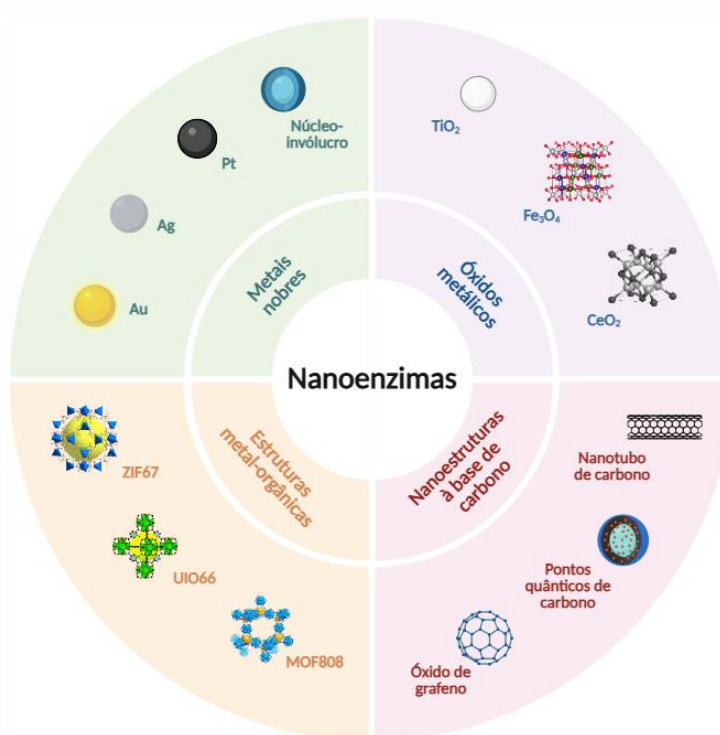 Núcleo-
invólucro
Pt
Ag
Au
Metais
nobres
TiO₂
Fe₃O₄
CeO₂
Óxidos
metálicos
Nanoenzimas
ZIF67
UIO66
MOF808
Estruturas
metal-orgânicas
Nanoestruturas
à base de
carbono
Nanotubo
de carbono
Pontos
quânticos de
carbono
Óxido de
grafeno